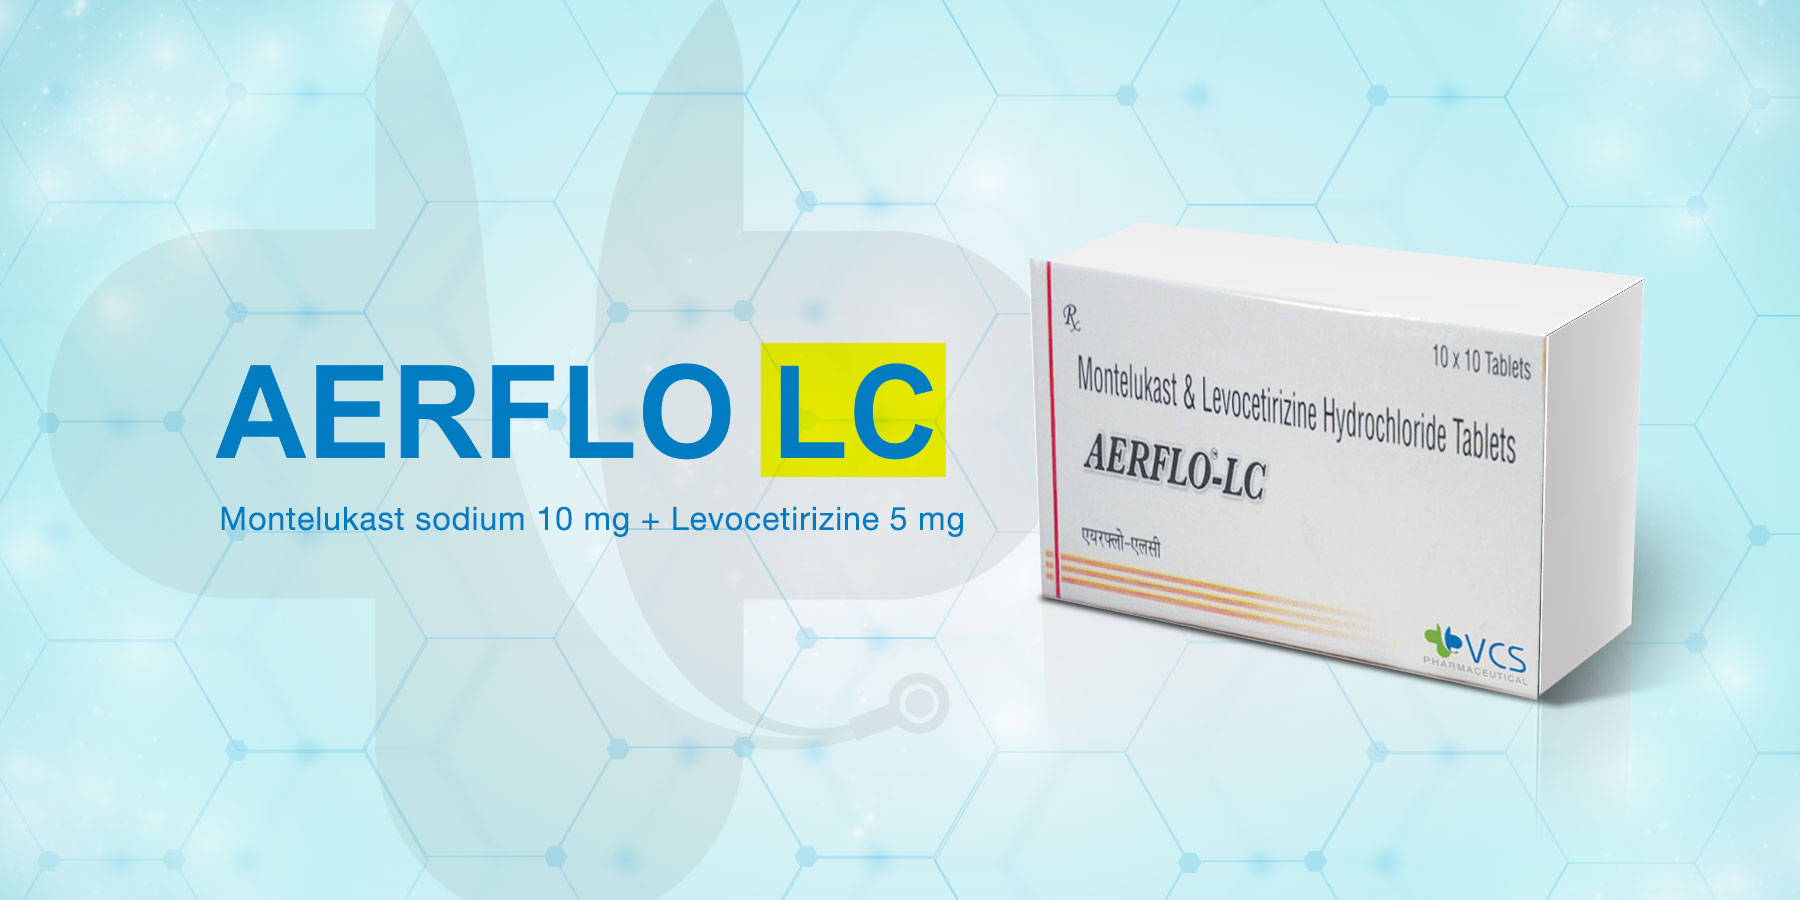 AERFLO LC
Montelukast sodium 10 mg + Levocetirizine 5 mg
Rx
10 x 10 Tablets
Montelukast & Levocetirizine Hydrochloride Tablets
AERFLO™-LC
एयरफ्लो-एलसी
VCS
PHARMACEUTICAL